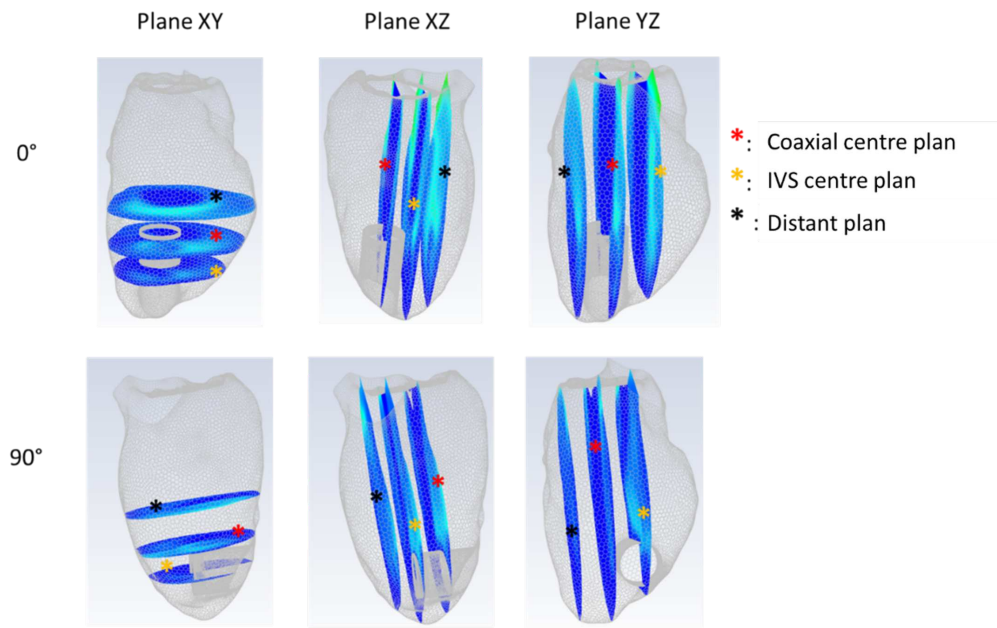 Plane XY Plane XZ Plane YZ
0°
*: Coaxial centre plan
*: IVS centre plan
*: Distant plan
90°